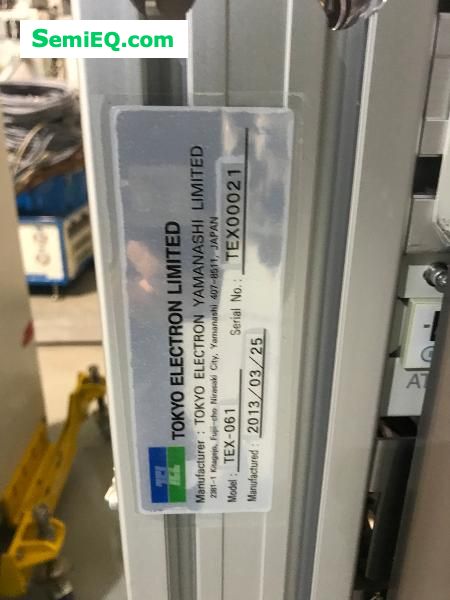 SemiEQ.com
TEL
TOKYO ELECTRON LIMITED
Manufacturer : TOKYO ELECTRON YAMANASHI LIMITED
2381-1 Kitagejo, Fujii-cho Nirasaki City, Yamanashi 407-8511, JAPAN
Model : TEX-061 Serial No.: TEX00021
Manufactured : 2013/03/25
AT